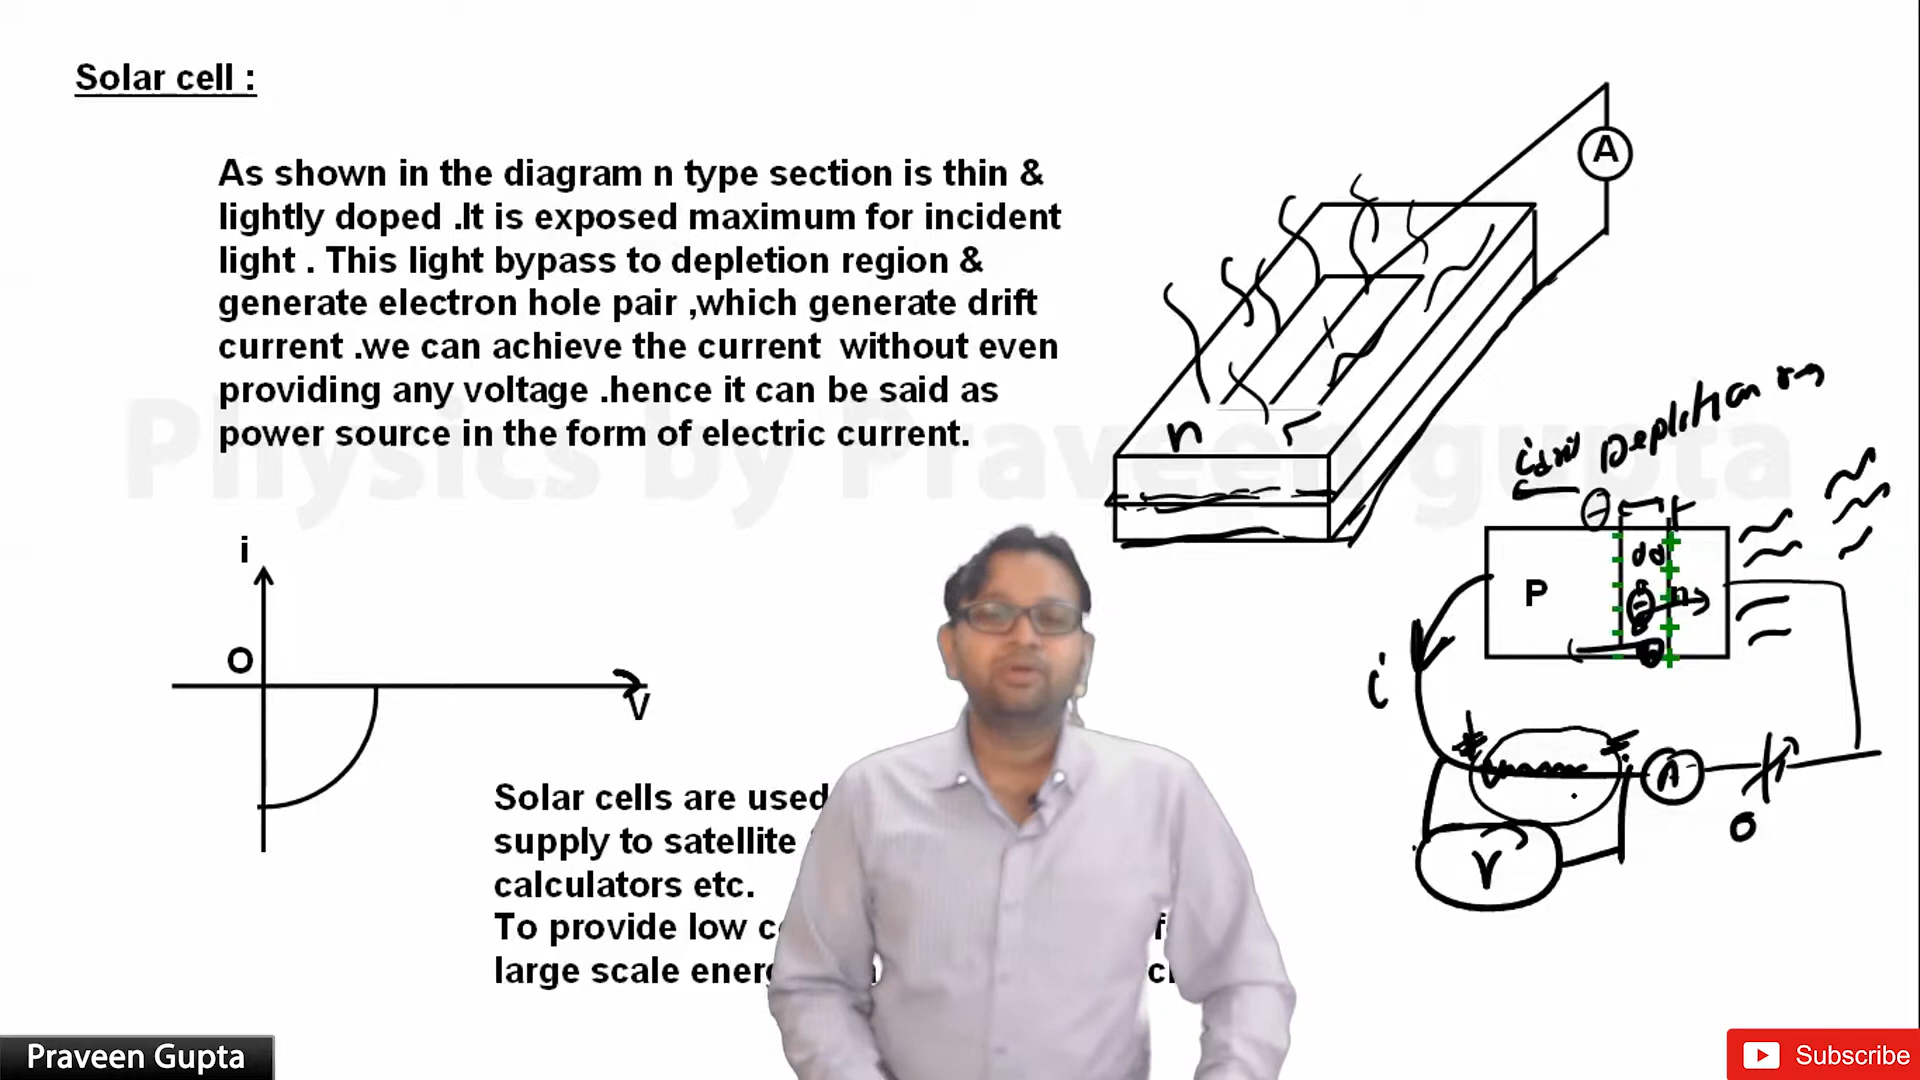 Solar cell :
As shown in the diagram n type section is thin &
lightly doped .It is exposed maximum for incident
light . This light bypass to depletion region &
generate electron hole pair ,which generate drift
current .we can achieve the current without even
providing any voltage .hence it can be said as
power source in the form of electric current.
Physics by Praveen gupta
A
n
Depletion
P
n
i
A
V
O
i
O
V
Solar cells are used
supply to satellite
calculators etc.
To provide low
large scale
Praveen Gupta
Subscribe